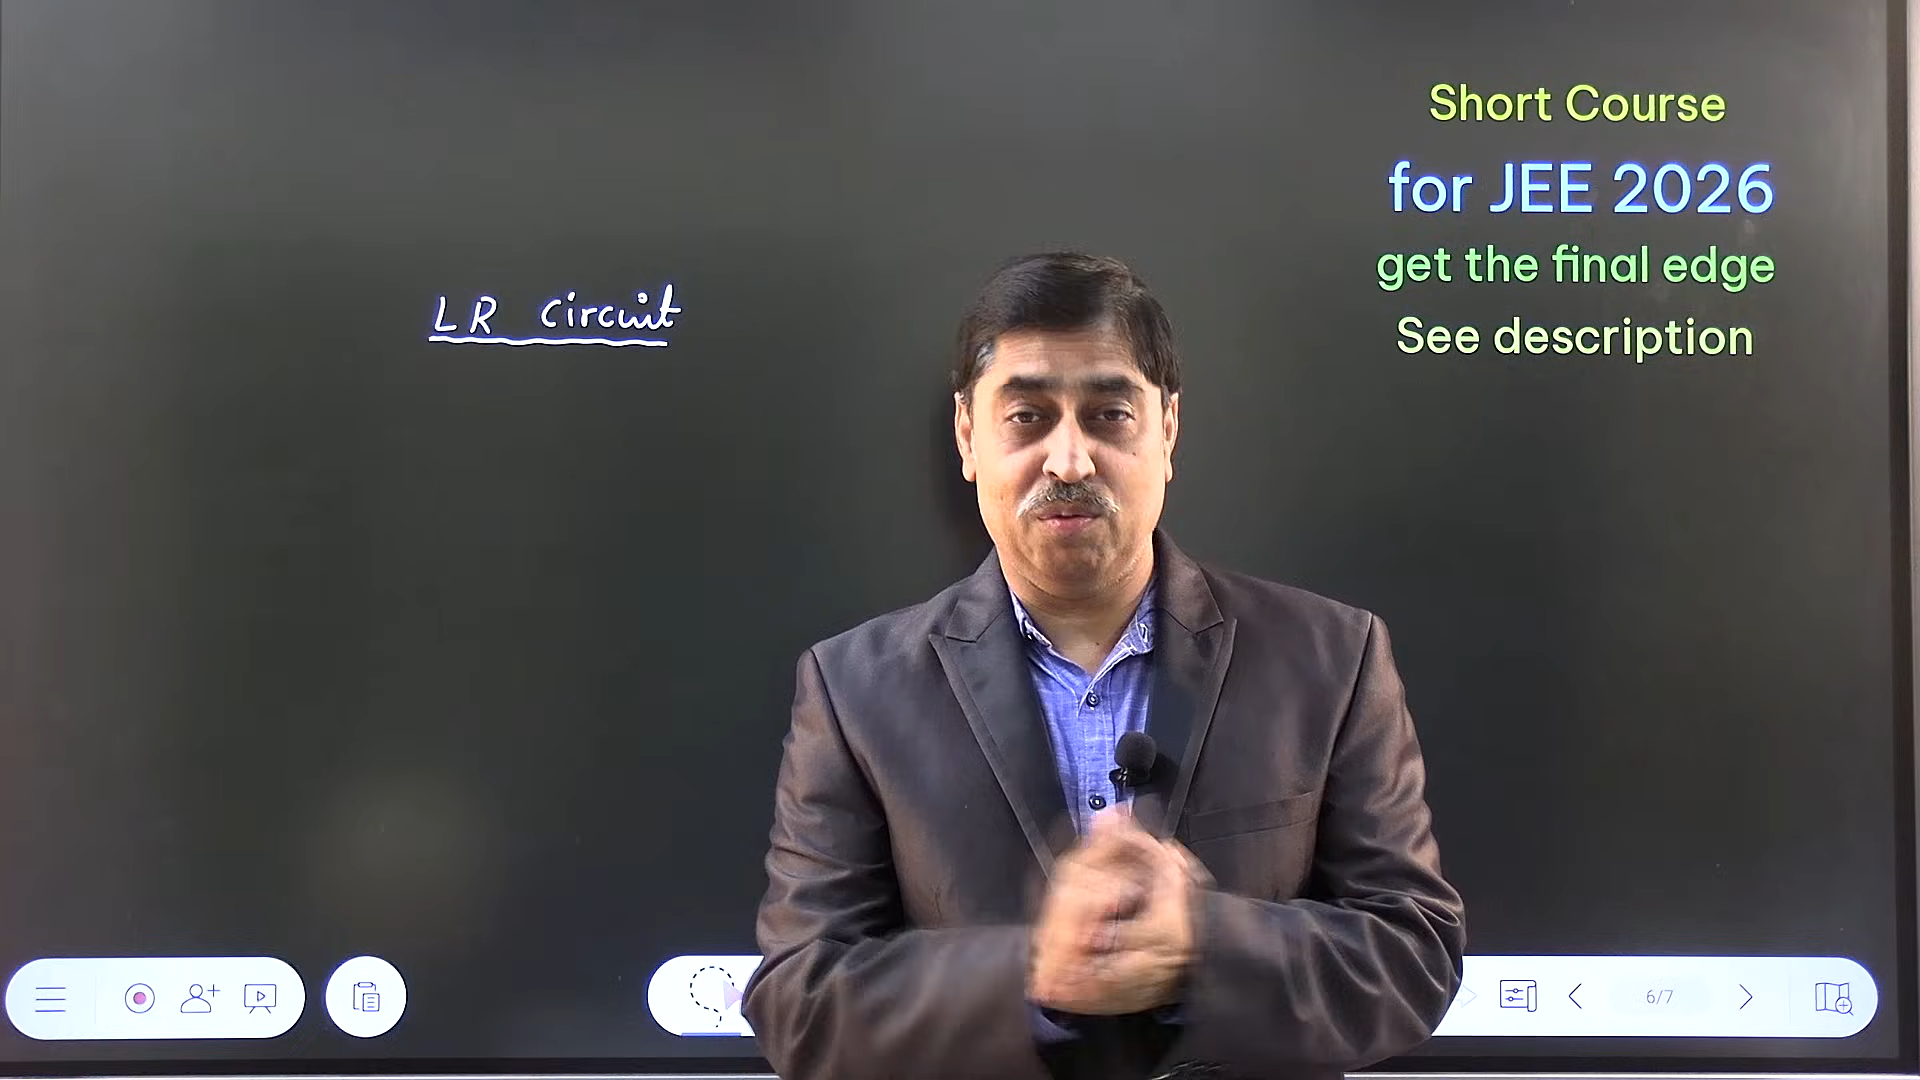 LR circuit
Short Course
for JEE 2026
get the final edge
See description
6/7